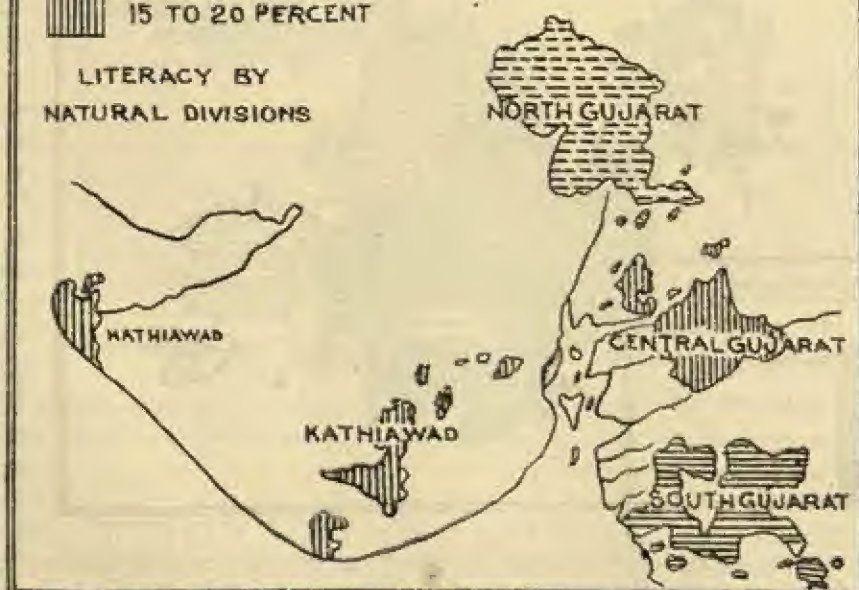 15 TO 20 PERCENT
LITERACY BY
NATURAL DIVISIONS
NORTH GUJARAT
KATHIAWAD
CENTRAL GUJARAT
KATHIAWAD
SOUTH GUJARAT